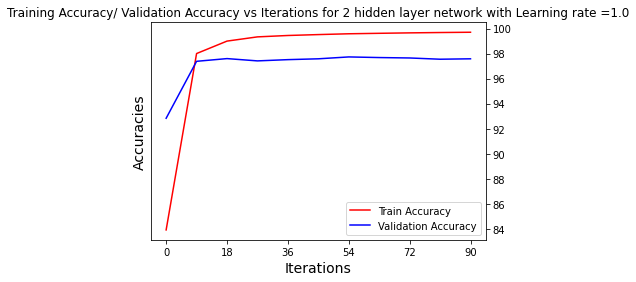 Training Accuracy/ Validation Accuracy vs Iterations for 2 hidden layer network with Learning rate =1.0
Accuracies
100
98
96
94
92
90
88
86
84
Train Accuracy
Validation Accuracy
0 18 36 54 72 90
Iterations